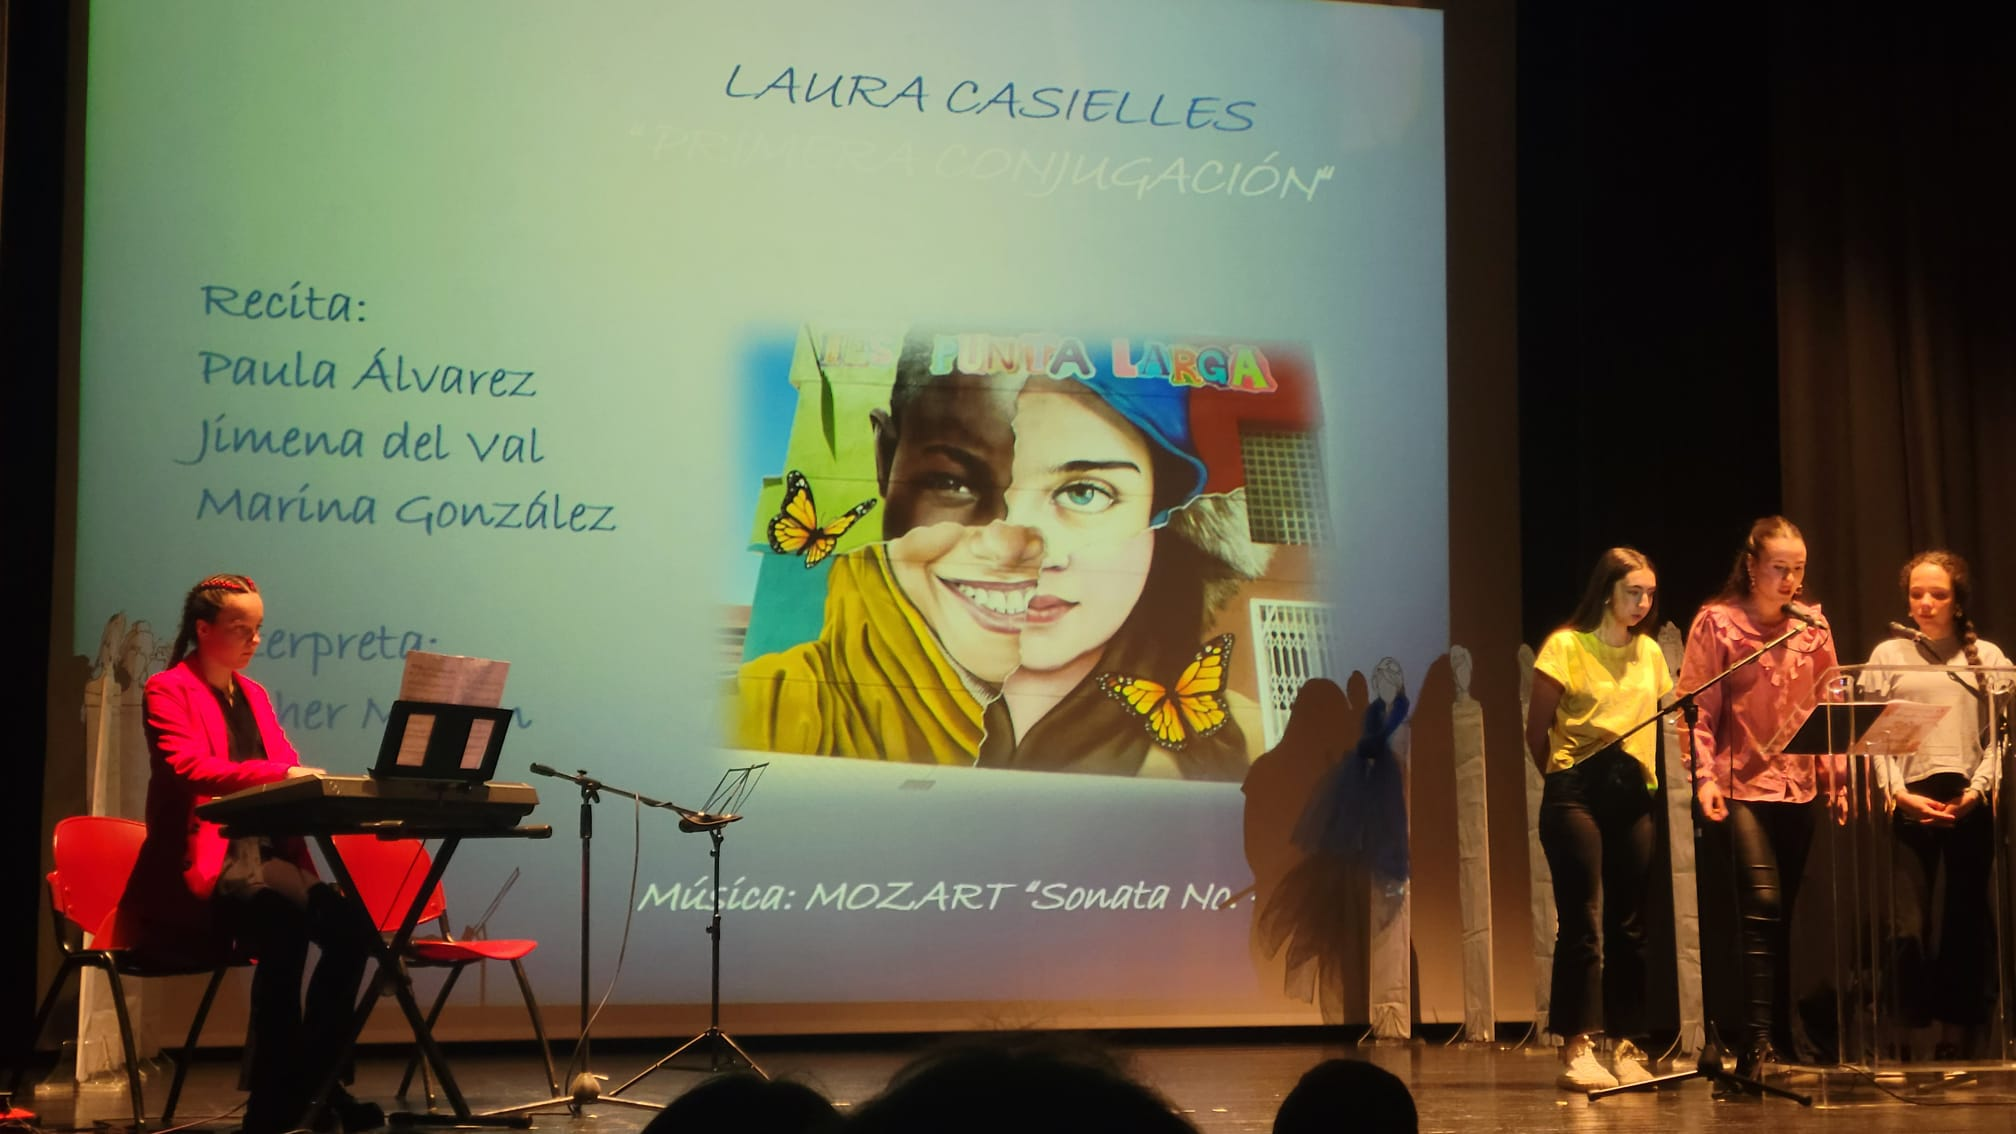 LAURA CASIELLES
"PRIMERA CONJUGACIÓN"
Recita:
Paula Álvarez
Jimena del Val
Marina González
IES PUNTA LARGA
Música: MOZART "Sonata No.